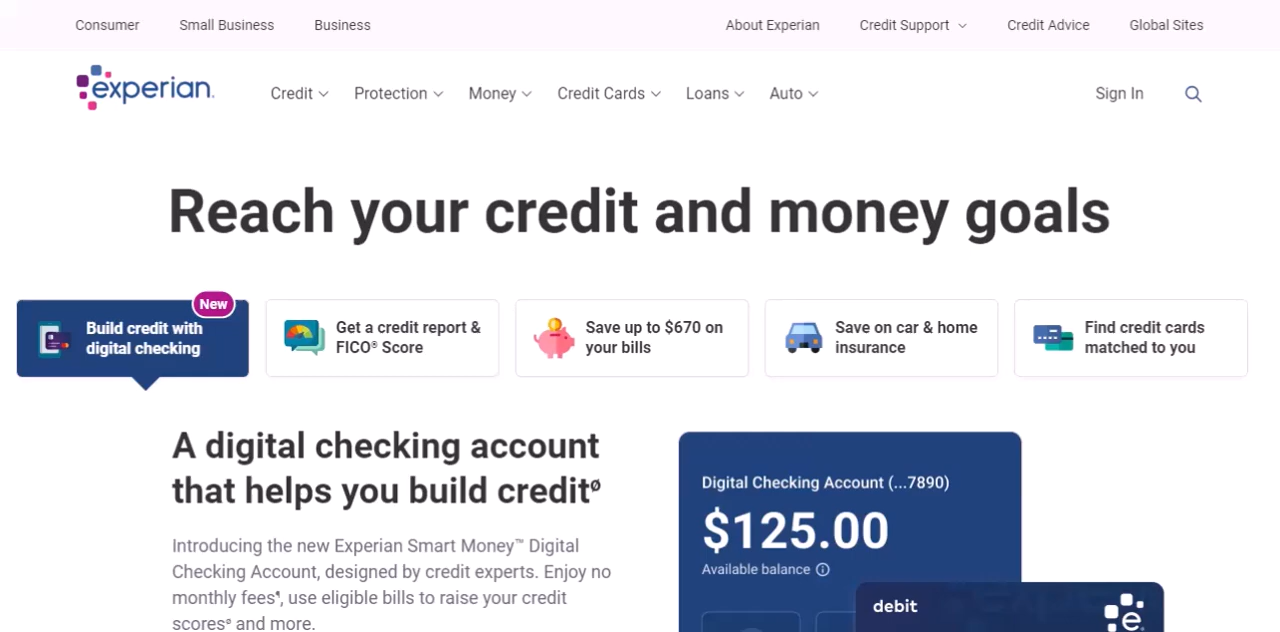 Consumer Small Business Business About Experian Credit Support Credit Advice Global Sites
experian. Credit Protection Money Credit Cards Loans Auto Sign In
Reach your credit and money goals
New
Build credit with
digital checking
Get a credit report &
FICO® Score
Save up to $670 on
your bills
Save on car & home
insurance
Find credit cards
matched to you
A digital checking account
that helps you build creditø
Introducing the new Experian Smart Money™ Digital
Checking Account, designed by credit experts. Enjoy no
monthly fees¶, use eligible bills to raise your credit
scoresø and more.
Digital Checking Account (...7890)
$125.00
Available balance
debit
e.